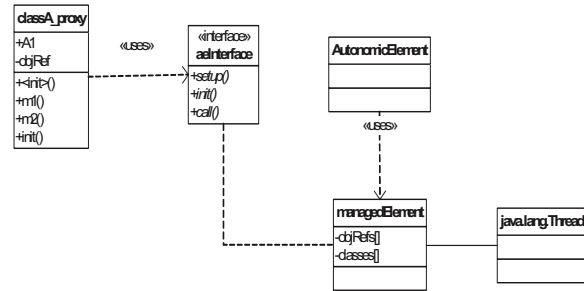 classA_proxy
+A1
-objRef
+<Init>()
+m1()
+m2()
+init()
«uses»
«interface»
aeInterface
+setup()
+init()
+call()
AutonomicElement
«uses»
managedElement
-objRefs[]
-classes[]
java.lang.Thread